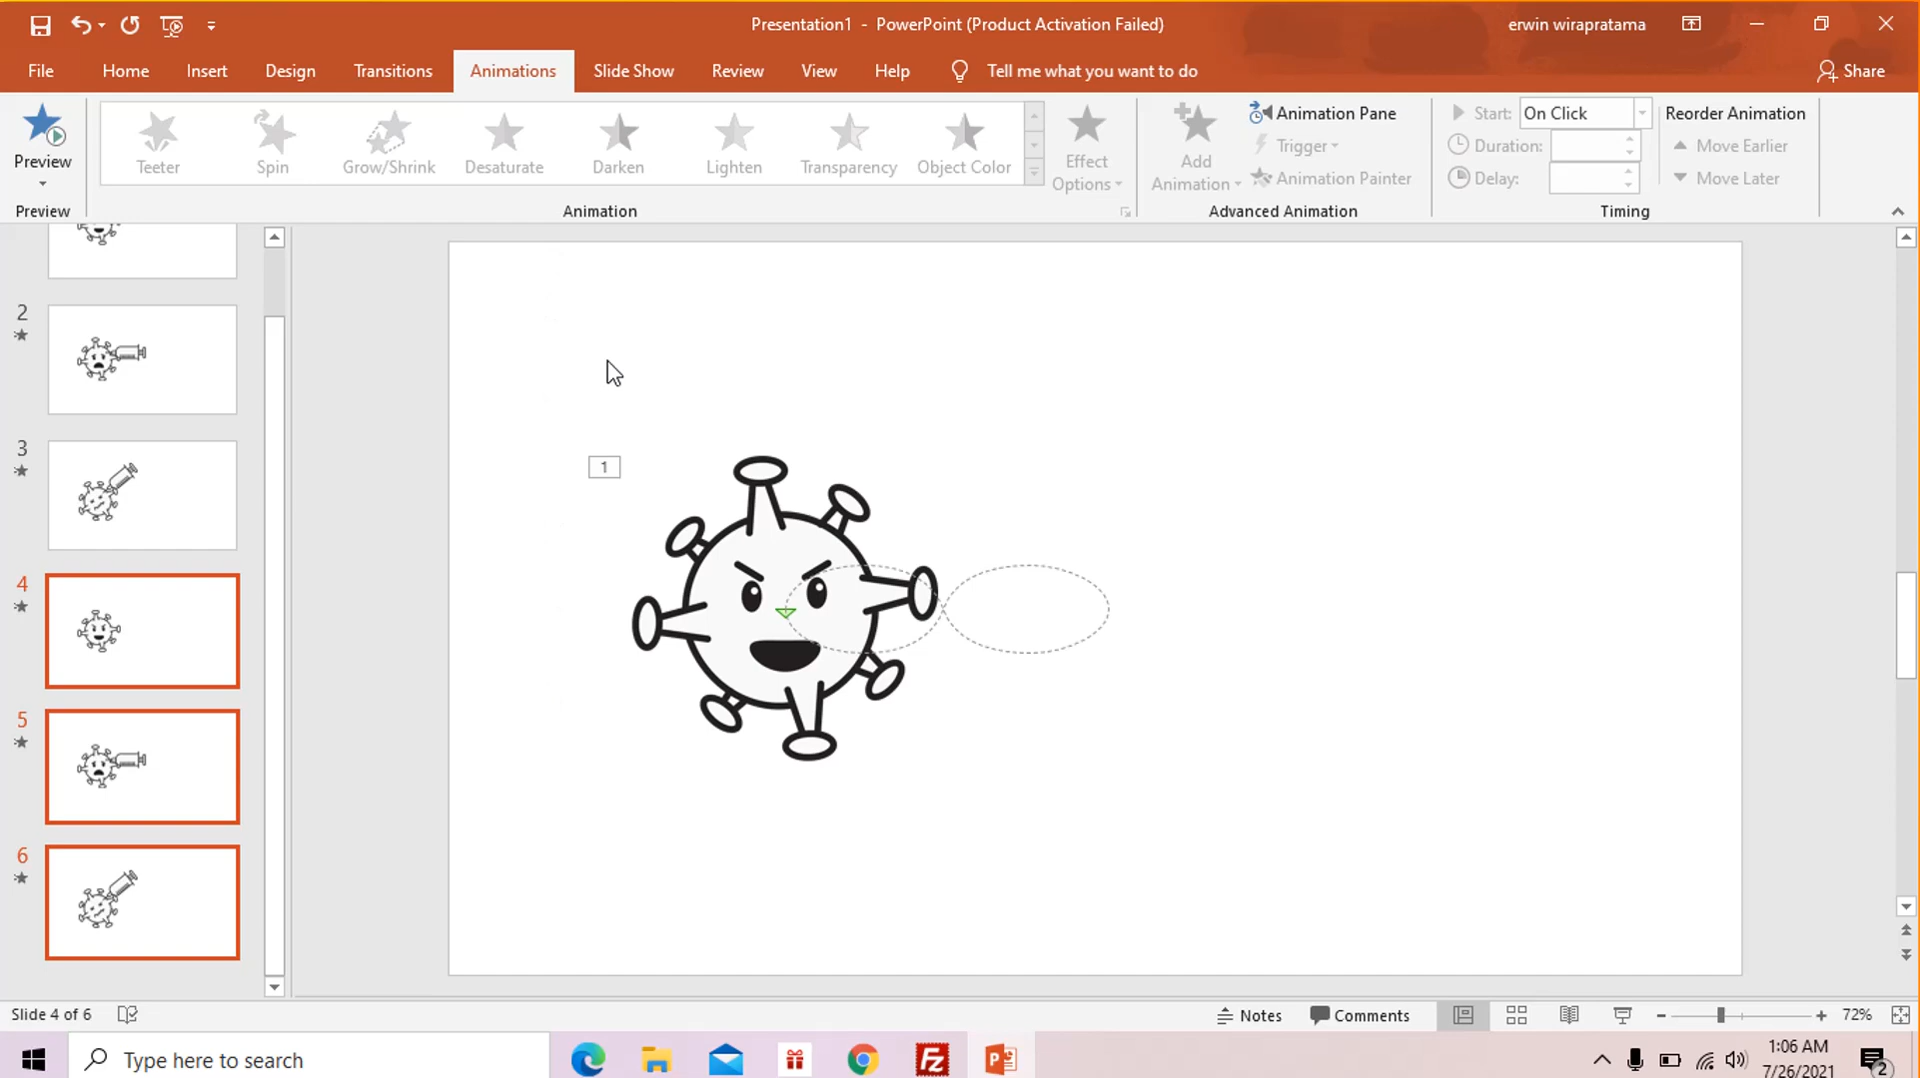 Presentation1 - PowerPoint (Product Activation Failed)
erwin wirapratama
File Home Insert Design Transitions Animations Slide Show Review View Help Tell me what you want to do Share
Preview
Teeter Spin Grow/Shrink Desaturate Darken Lighten Transparency Object Color
Effect Options
Add Animation
Animation Pane
Trigger
Animation Painter
Start: On Click
Duration:
Delay:
Reorder Animation
Move Earlier
Move Later
Preview Animation Advanced Animation Timing
2
3
4
5
6
1
Slide 4 of 6 Notes Comments 72%
Type here to search
1:06 AM
7/26/2021
2